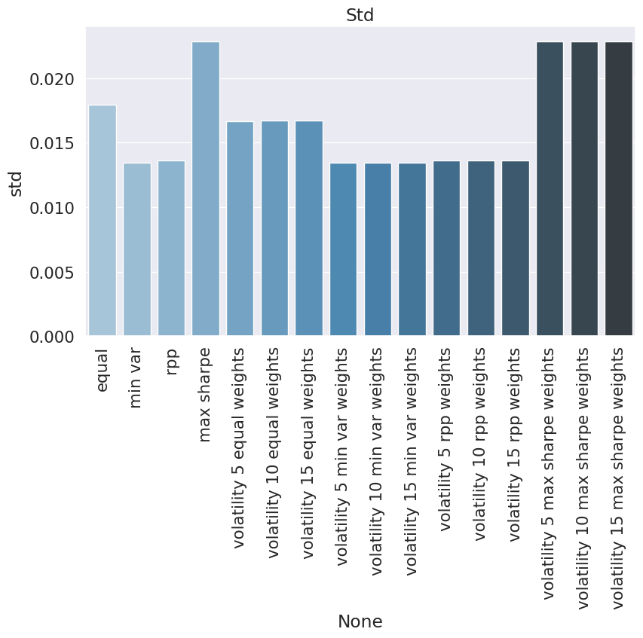 Std
0.020
0.015
0.010
0.005
0.000
std
equal
min var
rpp
max sharpe
volatility 5 equal weights
volatility 10 equal weights
volatility 15 equal weights
volatility 5 min var weights
volatility 10 min var weights
volatility 15 min var weights
volatility 5 rpp weights
volatility 10 rpp weights
volatility 15 rpp weights
volatility 5 max sharpe weights
volatility 10 max sharpe weights
volatility 15 max sharpe weights
None